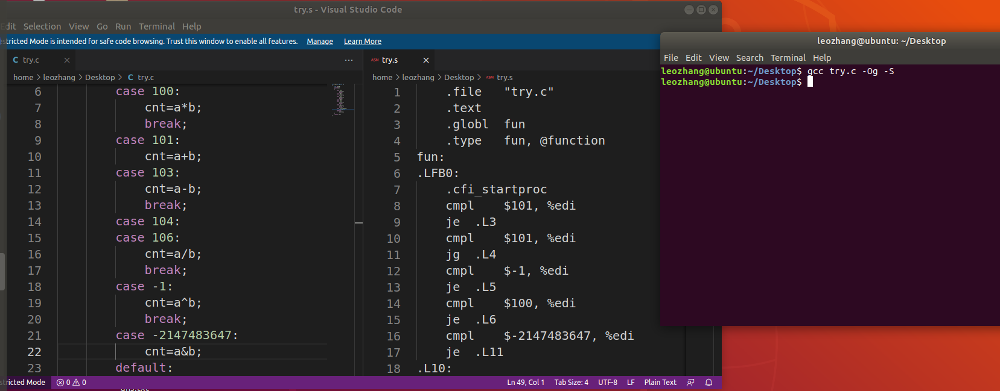 try.s - Visual Studio Code
Edit Selection View Go Run Terminal Help
Restricted Mode is intended for safe code browsing. Trust this window to enable all features. Manage Learn More
C try.c × ···
home > leozhang > Desktop > C try.c
6 case 100:
7 cnt=a*b;
8 break;
9 case 101:
10 cnt=a+b;
11 case 103:
12 cnt=a-b;
13 break;
14 case 104:
15 case 106:
16 cnt=a/b;
17 break;
18 case -1:
19 cnt=a^b;
20 break;
21 case -2147483647:
22 cnt=a&b;
23 default:
ASM try.s ×
home > leozhang > Desktop > ASM try.s
1 .file "try.c"
2 .text
3 .globl fun
4 .type fun, @function
5 fun:
6 .LFB0:
7 .cfi_startproc
8 cmpl $101, %edi
9 je .L3
10 cmpl $101, %edi
11 jg .L4
12 cmpl $-1, %edi
13 je .L5
14 cmpl $100, %edi
15 je .L6
16 cmpl $-2147483647, %edi
17 je .L11
18 .L10:
stricted Mode 0 0 Ln 49, Col 1 Tab Size: 4 UTF-8 LF Plain Text
leozhang@ubuntu: ~/Desktop
File Edit View Search Terminal Help
leozhang@ubuntu:~/Desktop$ gcc try.c -Og -S
leozhang@ubuntu:~/Desktop$